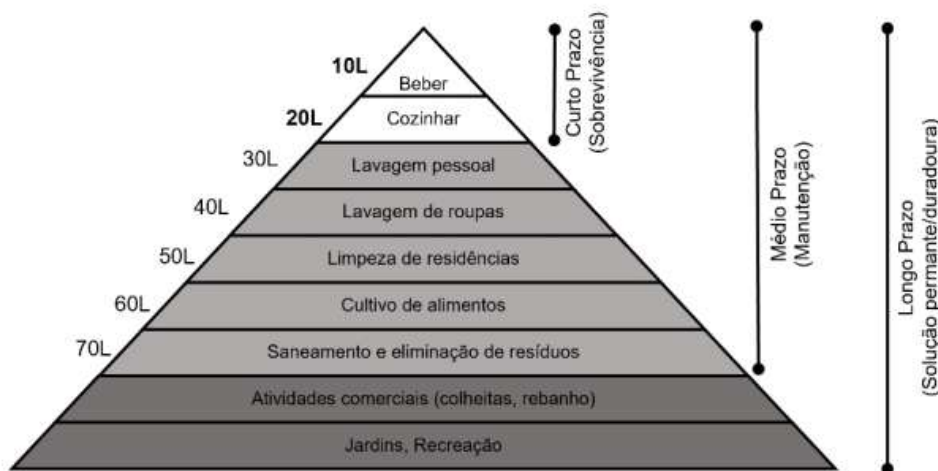 10L
Beber
20L
Cozinhar
30L
Lavagem pessoal
40L
Lavagem de roupas
50L
Limpeza de residências
60L
Cultivo de alimentos
70L
Saneamento e eliminação de resíduos
Atividades comerciais (colheitas, rebanho)
Jardins, Recreação
Curto Prazo
(Sobrevivência)
Médio Prazo
(Manutenção)
Longo Prazo
(Solução permante/duradoura)